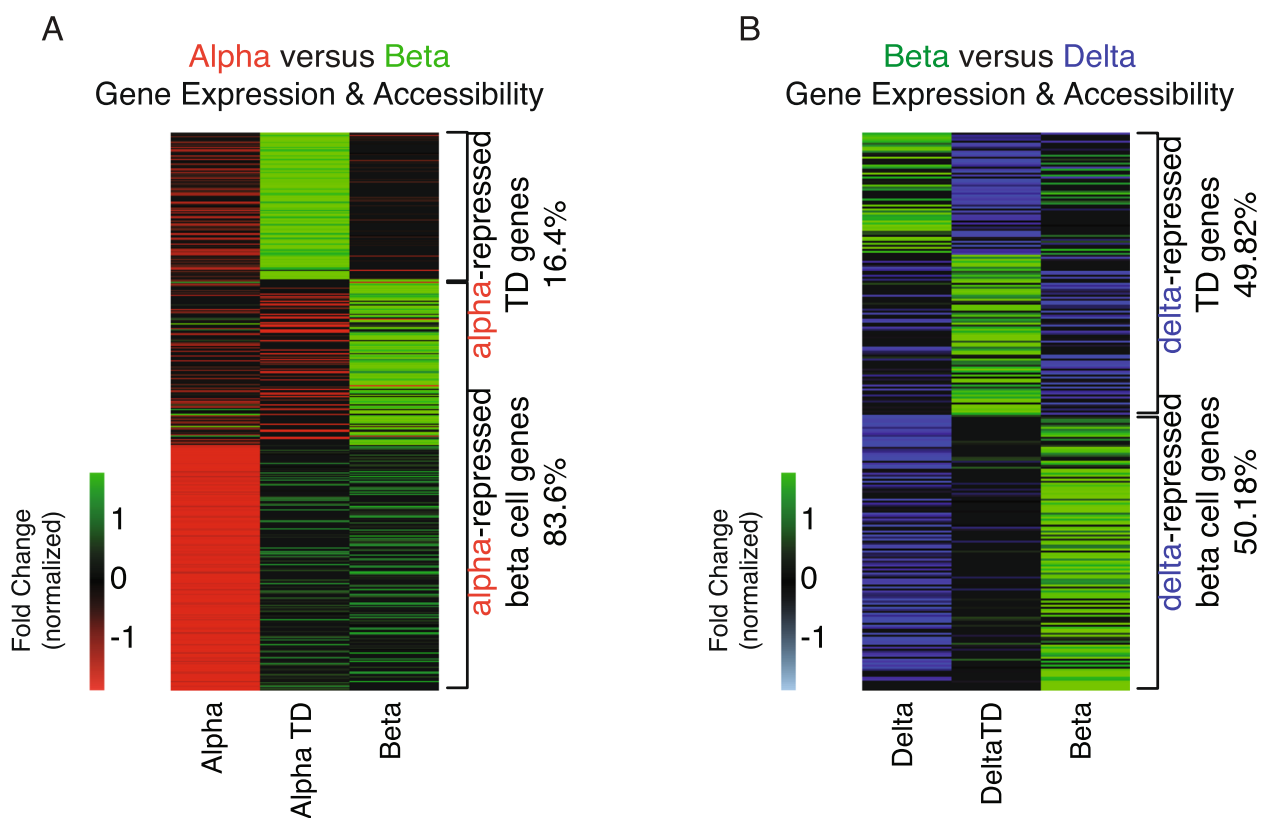 A
Alpha versus Beta
Gene Expression & Accessibility
alpha-repressed
TD genes
16.4%
alpha-repressed
beta cell genes
83.6%
Fold Change
(normalized)
1
0
-1
Alpha
Alpha TD
Beta
B
Beta versus Delta
Gene Expression & Accessibility
delta-repressed
TD genes
49.82%
delta-repressed
beta cell genes
50.18%
Fold Change
(normalized)
1
0
-1
Delta
DeltaTD
Beta